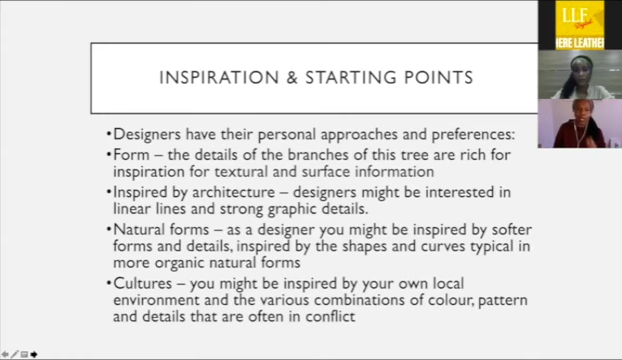 INSPIRATION & STARTING POINTS
•Designers have their personal approaches and preferences:
•Form – the details of the branches of this tree are rich for
inspiration for textural and surface information
•Inspired by architecture – designers might be interested in
linear lines and strong graphic details.
•Natural forms – as a designer you might be inspired by softer
forms and details, inspired by the shapes and curves typical in
more organic natural forms
•Cultures – you might be inspired by your own local
environment and the various combinations of colour, pattern
and details that are often in conflict
LLF
HERE LEATHER